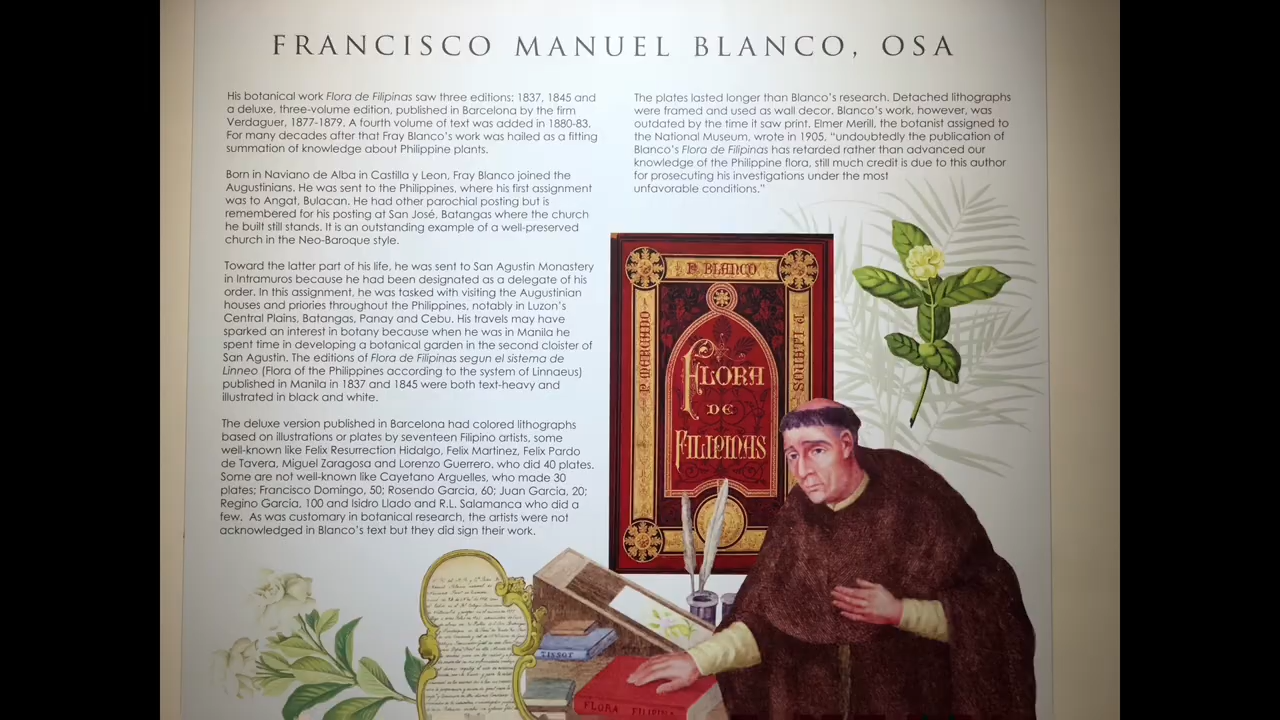 FRANCISCO MANUEL BLANCO, OSA
His botanical work Flora de Filipinas saw three editions: 1837, 1845 and
a deluxe, three-volume edition, published in Barcelona by the firm
Verdaguer, 1877-1879. A fourth volume of text was added in 1880-83.
For many decades after that Fray Blanco's work was hailed as a fitting
summation of knowledge about Philippine plants.
Born in Naviano de Alba in Castilla y Leon, Fray Blanco joined the
Augustinians. He was sent to the Philippines, where his first assignment
was to Angat, Bulacan. He had other parochial posting but is
remembered for his posting at San José, Batangas where the church
he built still stands. It is an outstanding example of a well-preserved
church in the Neo-Baroque style.
Toward the latter part of his life, he was sent to San Agustin Monastery
in Intramuros because he had been designated as a delegate of his
order. In this assignment, he was tasked with visiting the Augustinian
houses and priories throughout the Philippines, notably in Luzon's
Central Plains, Batangas, Panay and Cebu. His travels may have
sparked an interest in botany because when he was in Manila he
spent time in developing a botanical garden in the second cloister of
San Agustin. The editions of Flora de Filipinas segun el sistema de
Linneo (Flora of the Philippines according to the system of Linnaeus)
published in Manila in 1837 and 1845 were both text-heavy and
illustrated in black and white.
The deluxe version published in Barcelona had colored lithographs
based on illustrations or plates by seventeen Filipino artists, some
well-known like Felix Resurrection Hidalgo, Felix Martinez, Felix Pardo
de Tavera, Miguel Zaragosa and Lorenzo Guerrero, who did 40 plates.
Some are not well-known like Cayetano Arguelles, who made 30
plates; Francisco Domingo, 50; Rosendo Garcia, 60; Juan Garcia, 20;
Regino Garcia, 100 and Isidro Llado and R.L. Salamanca who did a
few. As was customary in botanical research, the artists were not
acknowledged in Blanco's text but they did sign their work.
The plates lasted longer than Blanco's research. Detached lithographs
were framed and used as wall decor. Blanco's work, however, was
outdated by the time it saw print. Elmer Merill, the botanist assigned to
the National Museum, wrote in 1905, "undoubtedly the publication of
Blanco's Flora de Filipinas has retarded rather than advanced our
knowledge of the Philippine flora, still much credit is due to this author
for prosecuting his investigations under the most
unfavorable conditions."
P. BLANCO
P. MERCADO
P. LLANOS
FLORA
DE
FILIPINAS
TISSOT
FLORA FILIPINA